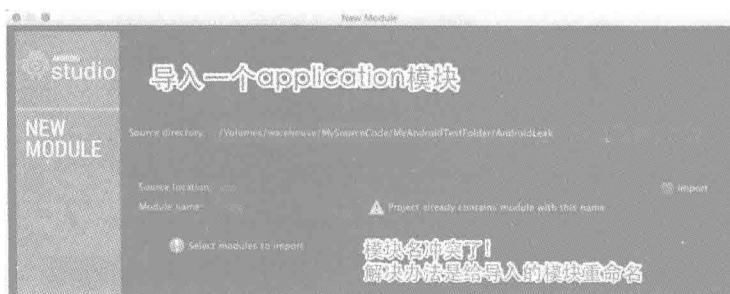 New Module
ANDROID
studio
导入一个application模块
NEW
MODULE
Source directory: /Volumes/warehouse/MySourceCode/MyAndroidTestFolder/AndroidLeak
Source location:
Import
Module name:
Project already contains module with this name
Select modules to import
模块名冲突了!
解决办法是给导入的模块重命名